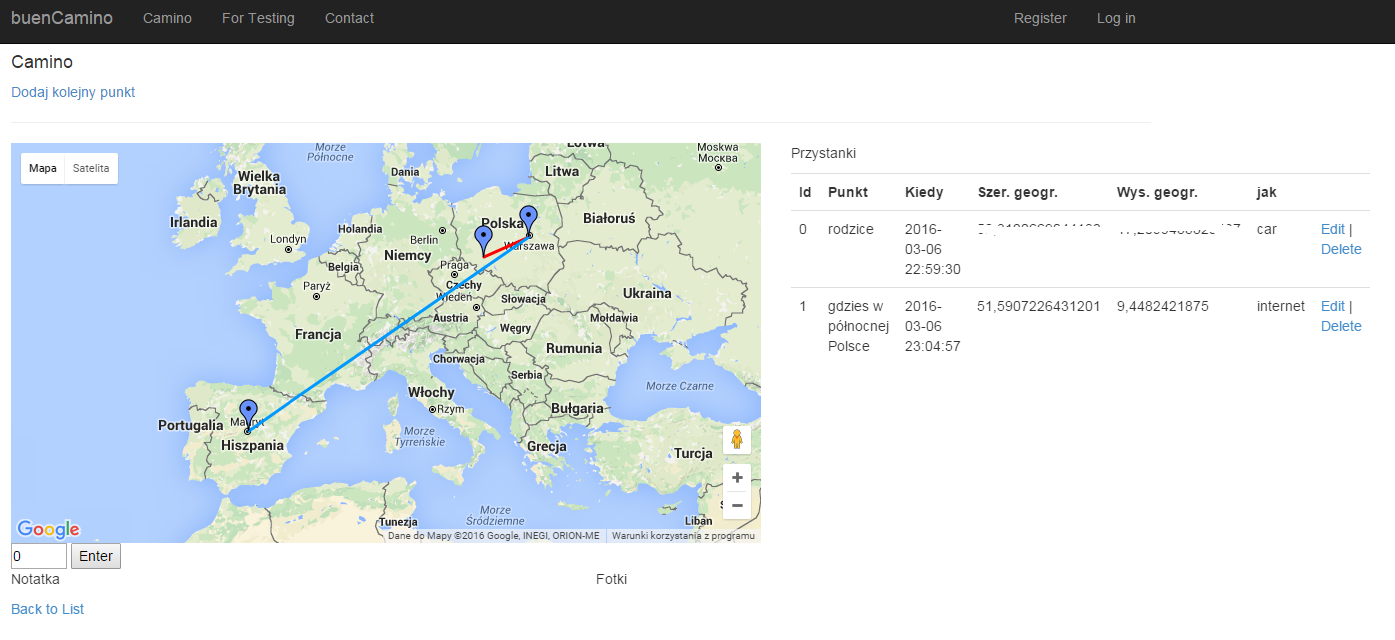 buenCamino Camino For Testing Contact Register Log in
Camino
Dodaj kolejny punkt
Mapa Satelita
Morze
Północne
Dania
Łotwa
Litwa
Moskwa
Москва
Wielka
Brytania
Irlandia
Londyn
Holandia
Berlin
Polska
Warszawa
Białoruś
Niemcy
Belgia
Praga
Czechy
Paryż
Wiedeń
Słowacja
Ukraina
Austria
Węgry
Mołdawia
Francja
Rumunia
Chorwacja
Serbia
Morze Czarne
Włochy
Rzym
Bułgaria
Portugalia
Madryt
Hiszpania
Morze
Tyrreńskie
Grecja
Turcja
Morze
Śródziemne
Tunezja
Liban
Google
Dane do Mapy ©2016 Google, INEGI, ORION-ME Warunki korzystania z programu
Przystanki
Id Punkt Kiedy Szer. geogr. Wys. geogr. jak
0 rodzice 2016-03-06 22:59:30 car Edit | Delete
1 gdzies w północnej Polsce 2016-03-06 23:04:57 51,5907226431201 9,4482421875 internet Edit | Delete
0 Enter
Notatka Fotki
Back to List